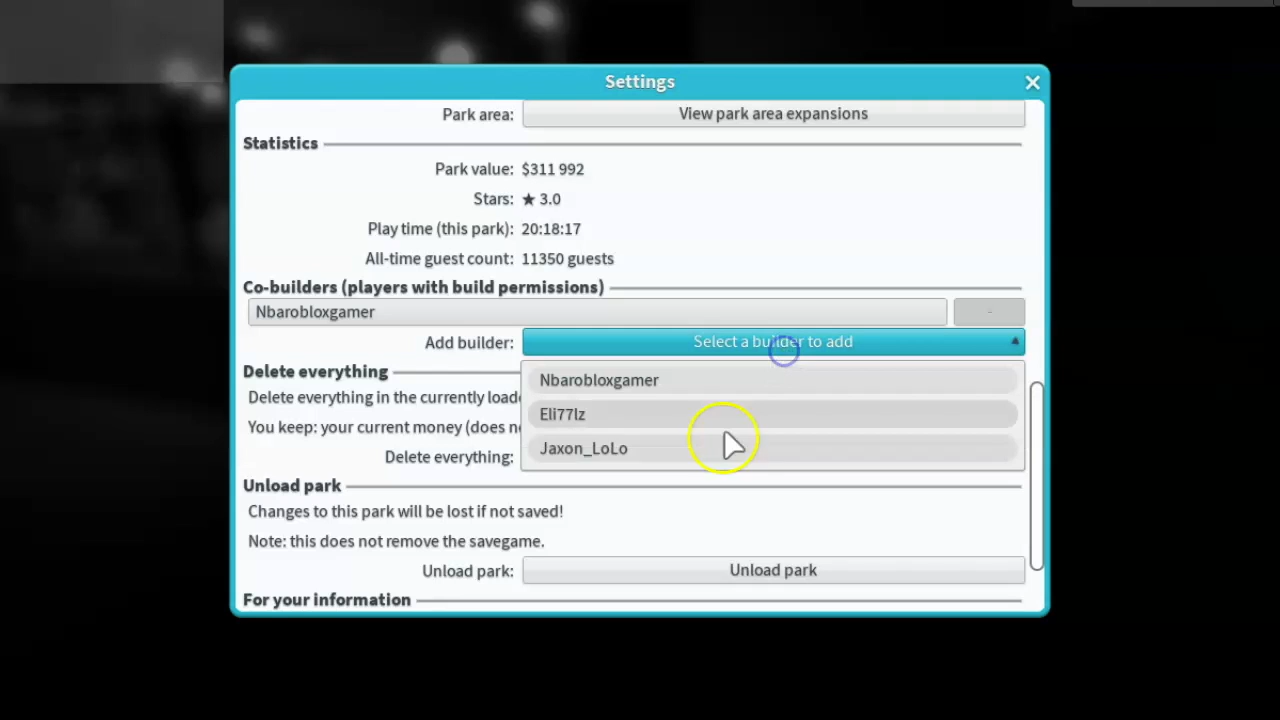 Settings
Park area: View park area expansions
Statistics
Park value: $311 992
Stars: ★ 3.0
Play time (this park): 20:18:17
All-time guest count: 11350 guests
Co-builders (players with build permissions)
Nbarobloxgamer -
Add builder: Select a builder to add
Nbarobloxgamer
Eli77lz
Jaxon_LoLo
Delete everything
Delete everything in the currently
You keep: your current money (does
Delete everything:
Unload park
Changes to this park will be lost if not saved!
Note: this does not remove the savegame.
Unload park: Unload park
For your information